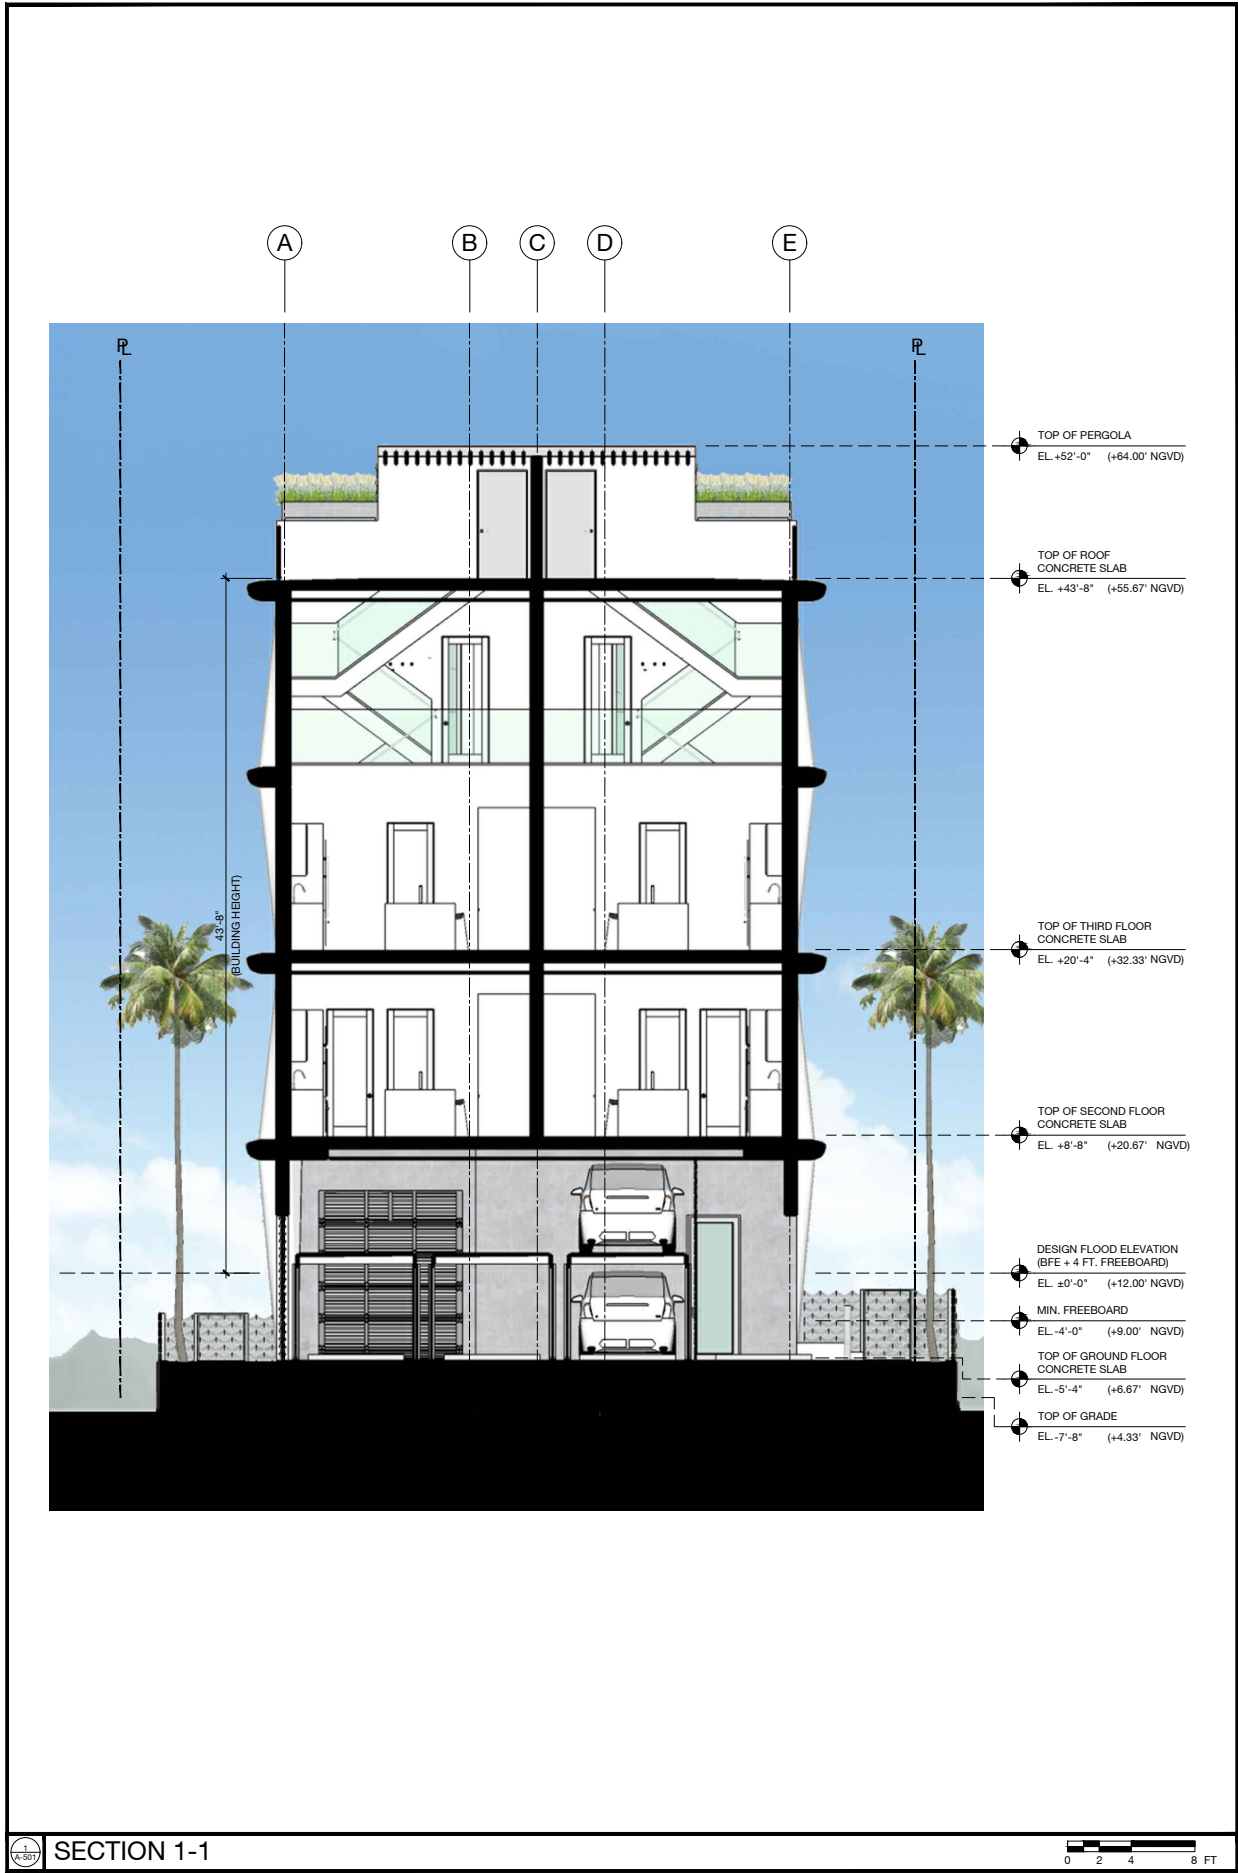 A B C D E
PL PL
TOP OF PERGOLA
EL. +52'-0" (+64.00' NGVD)
TOP OF ROOF
CONCRETE SLAB
EL. +43'-8" (+55.67' NGVD)
43'-8"
(BUILDING HEIGHT)
TOP OF THIRD FLOOR
CONCRETE SLAB
EL. +20'-4" (+32.33' NGVD)
TOP OF SECOND FLOOR
CONCRETE SLAB
EL. +8'-8" (+20.67' NGVD)
DESIGN FLOOD ELEVATION
(BFE + 4 FT. FREEBOARD)
EL. ±0'-0" (+12.00' NGVD)
MIN. FREEBOARD
EL. -4'-0" (+9.00' NGVD)
TOP OF GROUND FLOOR
CONCRETE SLAB
EL. -5'-4" (+6.67' NGVD)
TOP OF GRADE
EL. -7'-8" (+4.33' NGVD)
1
A-501
SECTION 1-1
0 2 4 8 FT